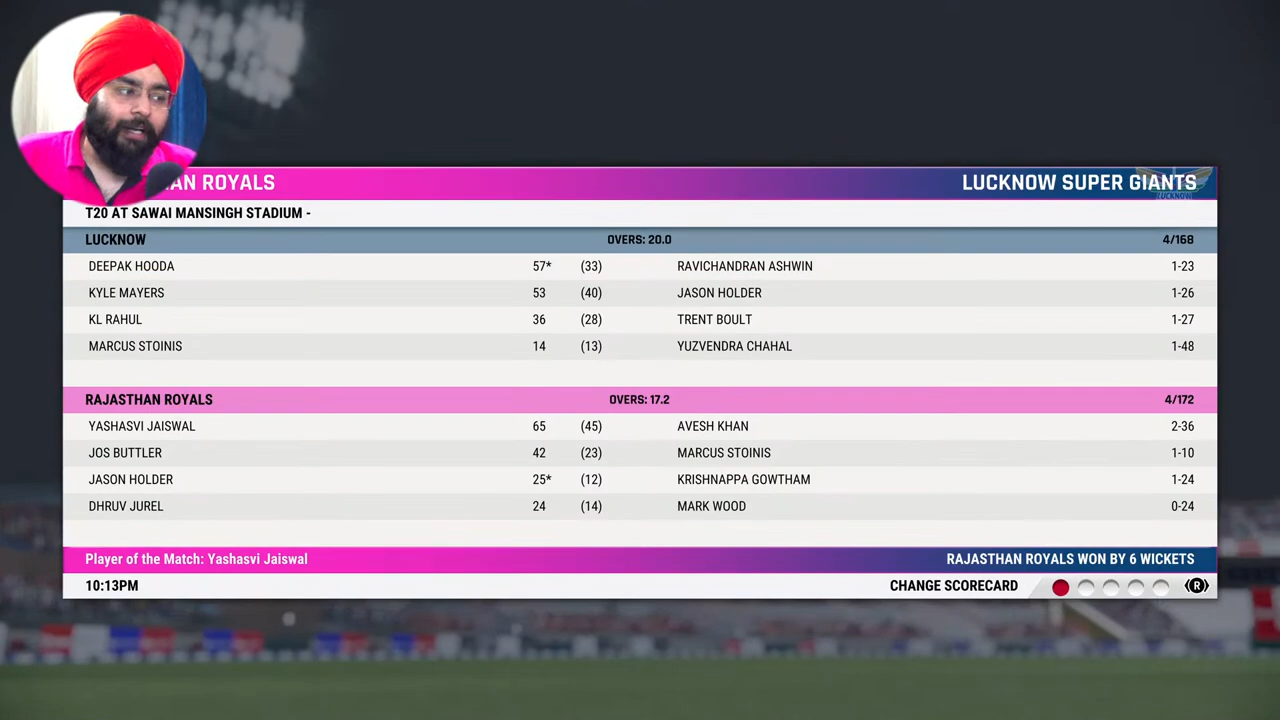 AN ROYALS LUCKNOW SUPER GIANTS
T20 AT SAWAI MANSINGH STADIUM -
LUCKNOW OVERS: 20.0 4/168
DEEPAK HOODA 57* (33) RAVICHANDRAN ASHWIN 1-23
KYLE MAYERS 53 (40) JASON HOLDER 1-26
KL RAHUL 36 (28) TRENT BOULT 1-27
MARCUS STOINIS 14 (13) YUZVENDRA CHAHAL 1-48
RAJASTHAN ROYALS OVERS: 17.2 4/172
YASHASVI JAISWAL 65 (45) AVESH KHAN 2-36
JOS BUTTLER 42 (23) MARCUS STOINIS 1-10
JASON HOLDER 25* (12) KRISHNAPPA GOWTHAM 1-24
DHRUV JUREL 24 (14) MARK WOOD 0-24
Player of the Match: Yashasvi Jaiswal RAJASTHAN ROYALS WON BY 6 WICKETS
10:13PM CHANGE SCORECARD R